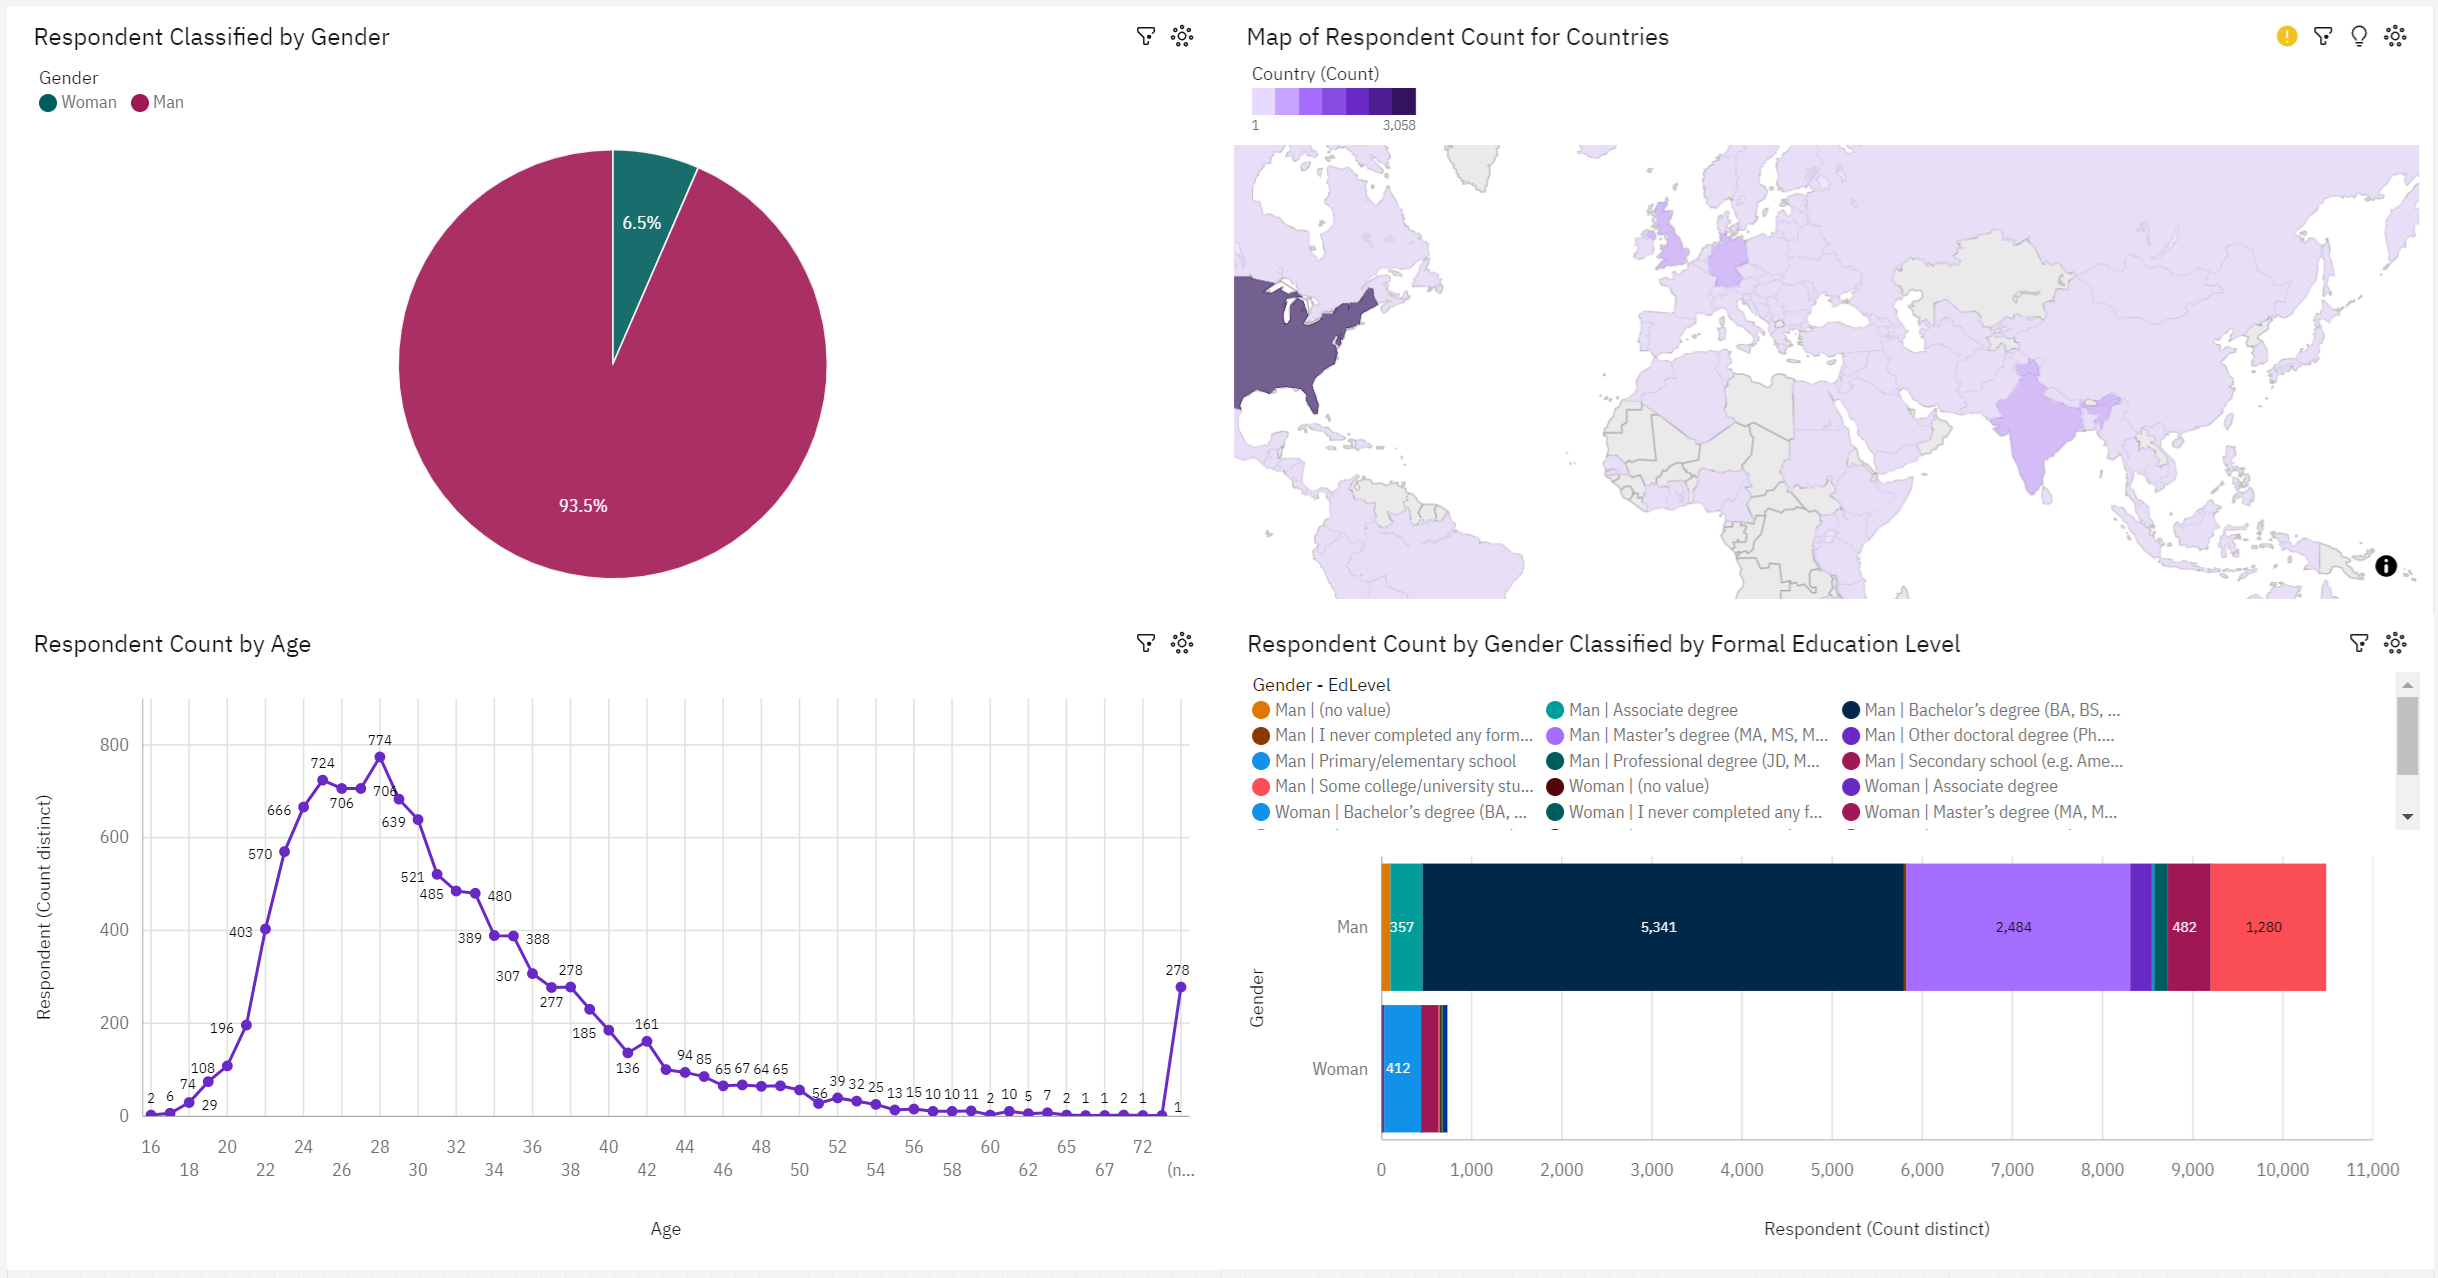 Respondent Classified by Gender
Gender
Woman Man
6.5%
93.5%
Map of Respondent Count for Countries
Country (Count)
1 3,058
Respondent Count by Age
Respondent (Count distinct)
800
600
400
200
0
2 6 29 74 108 196 403 570 666 724 706 706 774 639 521 485 480 389 388 307 277 278 185 136 161 94 85 65 67 64 65 56 39 32 25 13 15 10 10 11 2 10 5 7 2 1 1 2 1 1 278
16 20 24 28 32 36 40 44 48 52 56 60 65 72
18 22 26 30 34 38 42 46 50 54 58 62 67 (n...
Age
Respondent Count by Gender Classified by Formal Education Level
Gender - EdLevel
Man | (no value) Man | Associate degree Man | Bachelor’s degree (BA, BS, ...
Man | I never completed any form... Man | Master’s degree (MA, MS, M... Man | Other doctoral degree (Ph....
Man | Primary/elementary school Man | Professional degree (JD, M... Man | Secondary school (e.g. Ame...
Man | Some college/university stu... Woman | (no value) Woman | Associate degree
Woman | Bachelor’s degree (BA, ... Woman | I never completed any f... Woman | Master’s degree (MA, M...
Gender
Man 357 5,341 2,484 482 1,280
Woman 412
0 1,000 2,000 3,000 4,000 5,000 6,000 7,000 8,000 9,000 10,000 11,000
Respondent (Count distinct)